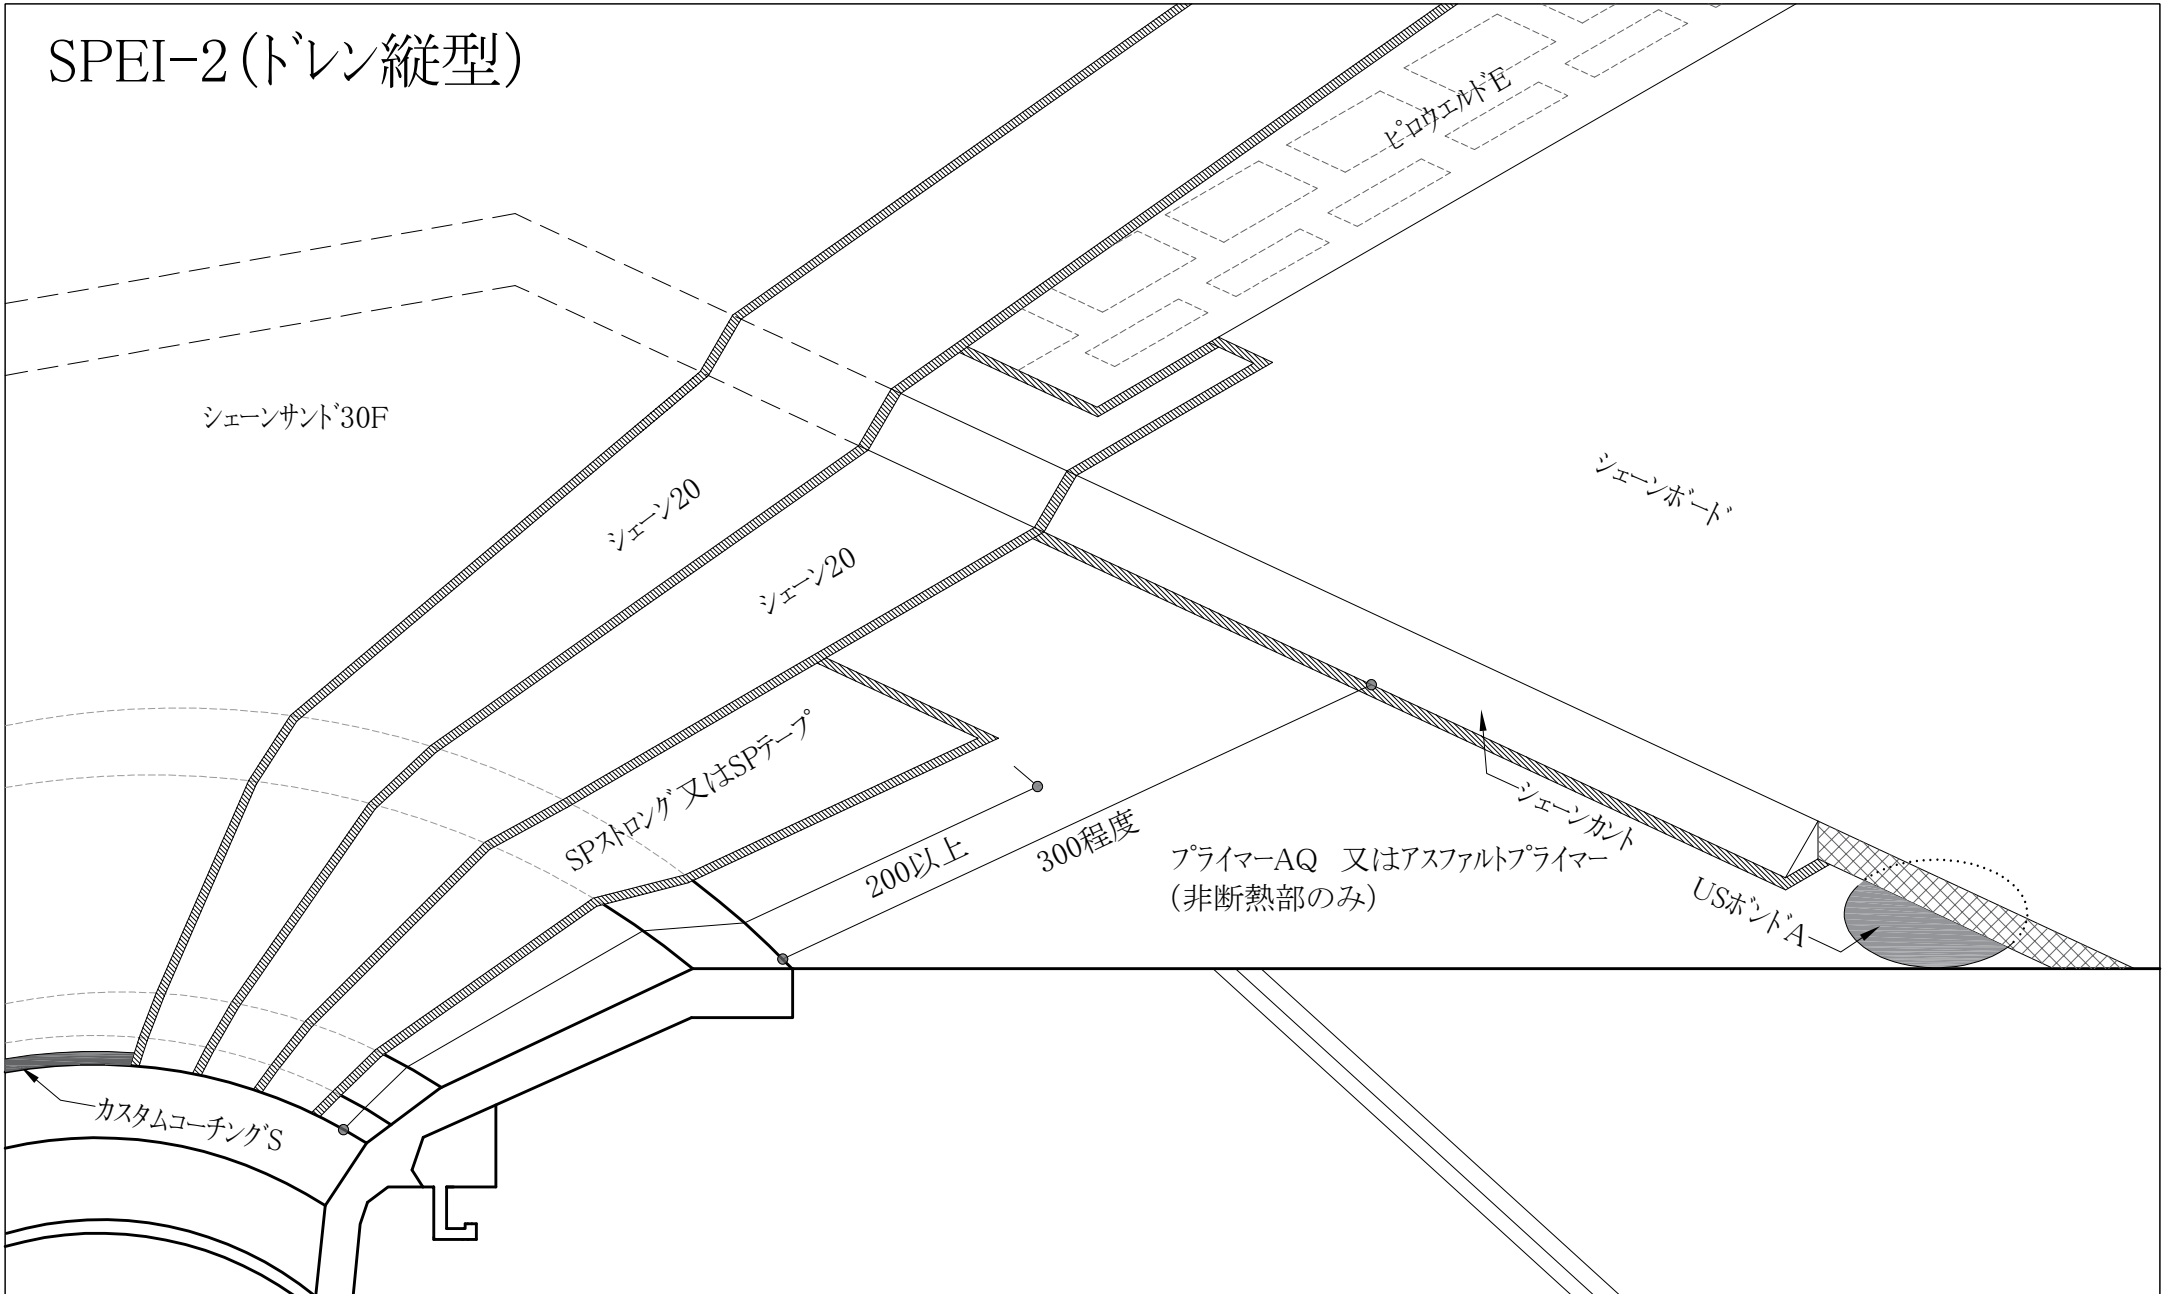 SPEI-2(ドレン縦型)
ピロウエルドE
シェーンサンド30F
シェーンボード
シェーン20
シェーン20
SPストロング又はSPテープ
シェーンカント
200以上
300程度
プライマーAQ　又はアスファルトプライマー
(非断熱部のみ)
USボンドA
カスタムコーチングS